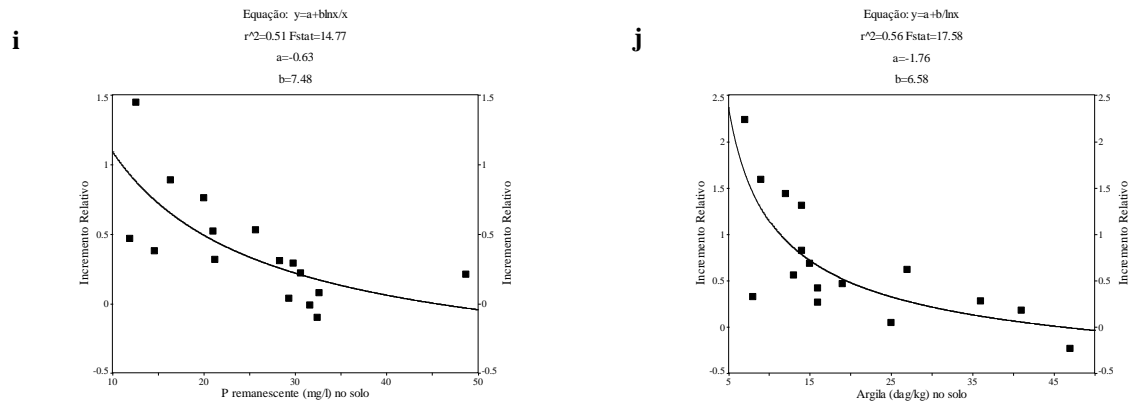 i
Equação: y=a+blnx/x
r^2=0.51 Fstat=14.77
a=-0.63
b=7.48
1.5
1
0.5
0
-0.5
Incremento Relativo
1.5
1
0.5
0
-0.5
Incremento Relativo
10 20 30 40 50
P remanescente (mg/l) no solo
j
Equação: y=a+b/lnx
r^2=0.56 Fstat=17.58
a=-1.76
b=6.58
2.5
2
1.5
1
0.5
0
-0.5
Incremento Relativo
2.5
2
1.5
1
0.5
0
-0.5
Incremento Relativo
5 15 25 35 45
Argila (dag/kg) no solo